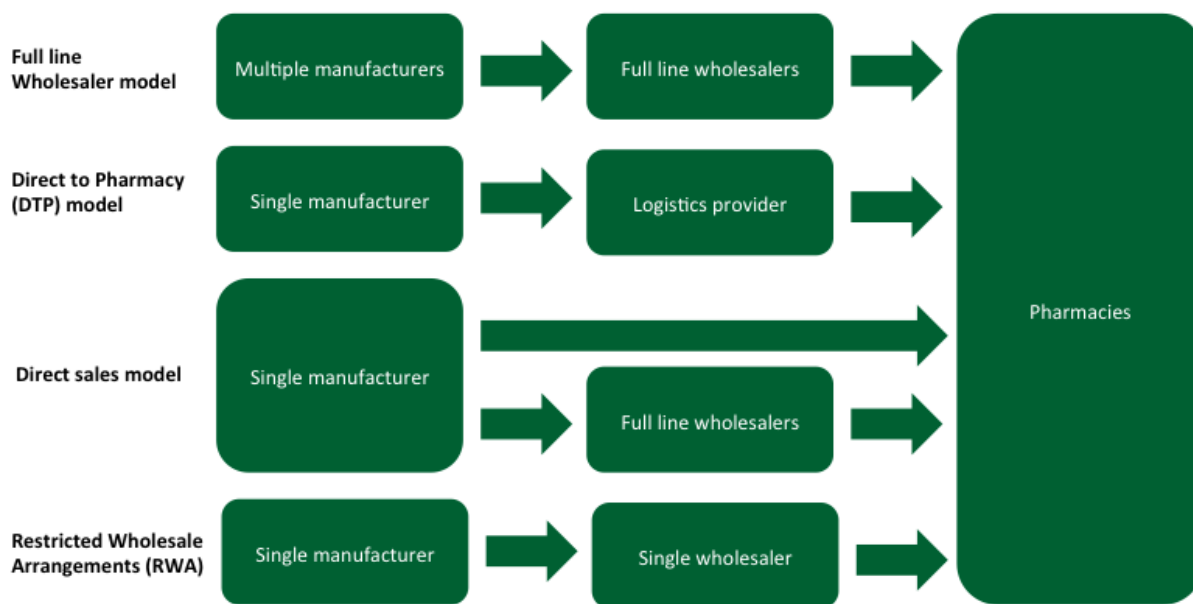 Full line
Wholesaler model
Multiple manufacturers
Full line wholesalers
Direct to Pharmacy
(DTP) model
Single manufacturer
Logistics provider
Direct sales model
Single manufacturer
Full line wholesalers
Pharmacies
Restricted Wholesale
Arrangements (RWA)
Single manufacturer
Single wholesaler